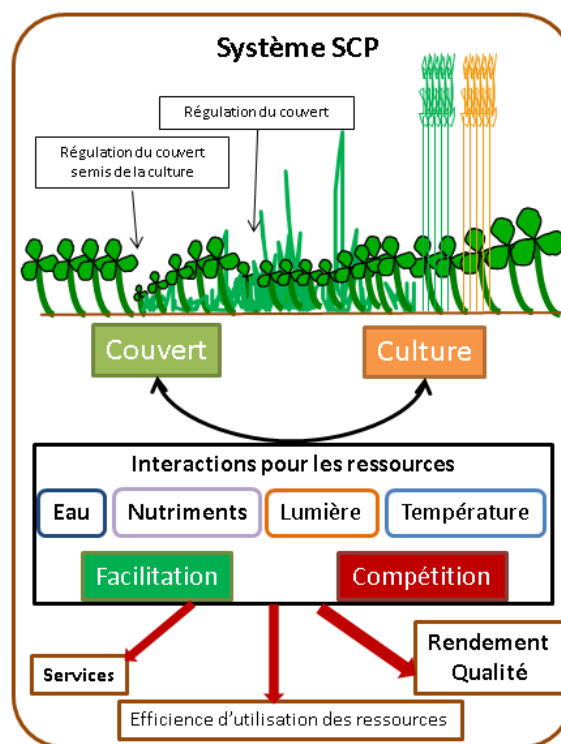 Système SCP
Régulation du couvert
Régulation du couvert
semis de la culture
Couvert
Culture
Interactions pour les ressources
Eau
Nutriments
Lumière
Température
Facilitation
Compétition
Services
Rendement
Qualité
Efficience d'utilisation des ressources